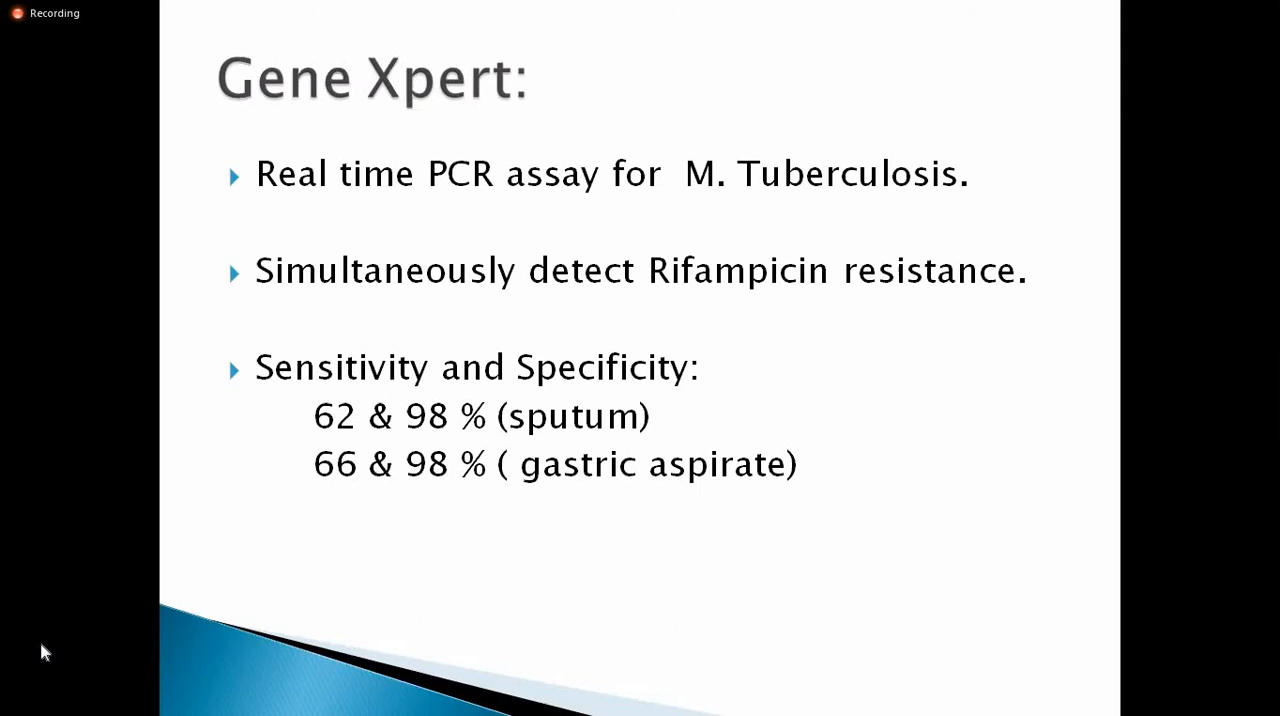 Recording
Gene Xpert:
Real time PCR assay for M. Tuberculosis.
Simultaneously detect Rifampicin resistance.
Sensitivity and Specificity:
62 & 98 % (sputum)
66 & 98 % ( gastric aspirate)